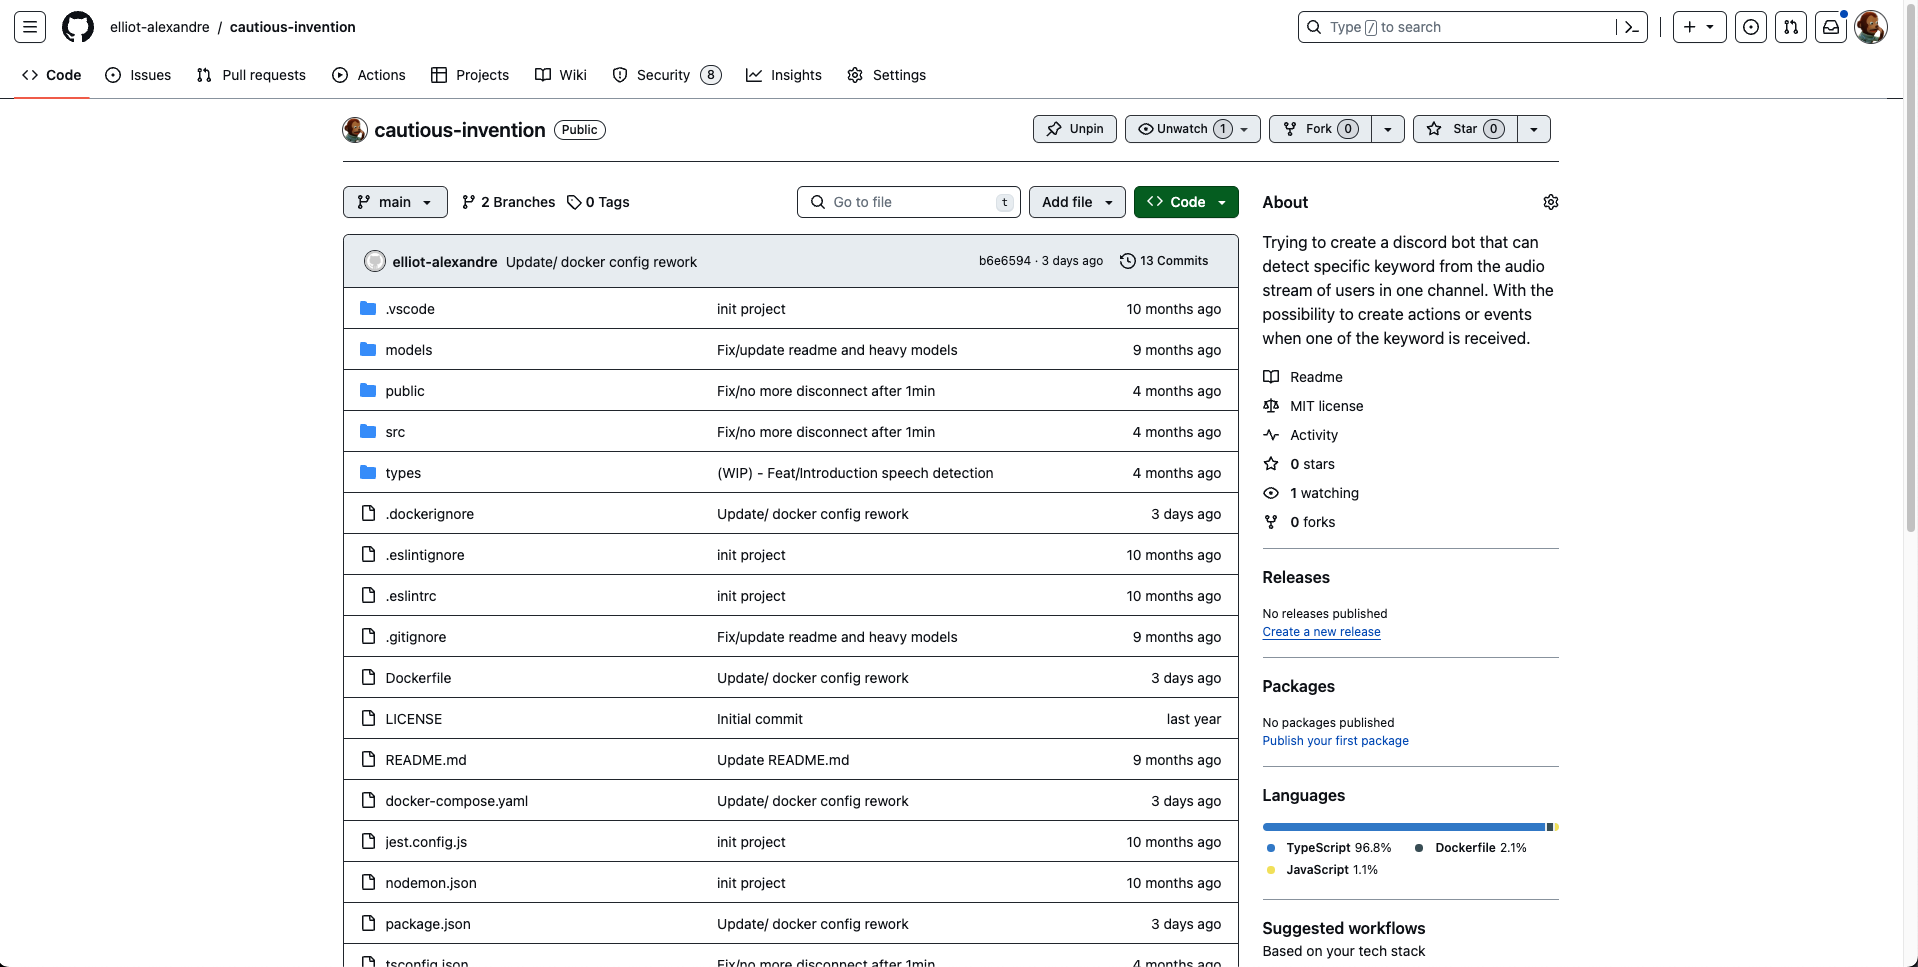 elliot-alexandre / cautious-invention
Type / to search
Code
Issues
Pull requests
Actions
Projects
Wiki
Security 8
Insights
Settings
cautious-invention Public
Unpin
Unwatch 1
Fork 0
Star 0
main
2 Branches
0 Tags
Go to file t
Add file
Code
elliot-alexandre Update/ docker config rework b6e6594 · 3 days ago 13 Commits
.vscode init project 10 months ago
models Fix/update readme and heavy models 9 months ago
public Fix/no more disconnect after 1min 4 months ago
src Fix/no more disconnect after 1min 4 months ago
types (WIP) - Feat/Introduction speech detection 4 months ago
.dockerignore Update/ docker config rework 3 days ago
.eslintignore init project 10 months ago
.eslintrc init project 10 months ago
.gitignore Fix/update readme and heavy models 9 months ago
Dockerfile Update/ docker config rework 3 days ago
LICENSE Initial commit last year
README.md Update README.md 9 months ago
docker-compose.yaml Update/ docker config rework 3 days ago
jest.config.js init project 10 months ago
nodemon.json init project 10 months ago
package.json Update/ docker config rework 3 days ago
tsconfig.json Fix/no more disconnect after 1min 4 months ago
About
Trying to create a discord bot that can
detect specific keyword from the audio
stream of users in one channel. With the
possibility to create actions or events
when one of the keyword is received.
Readme
MIT license
Activity
0 stars
1 watching
0 forks
Releases
No releases published
Create a new release
Packages
No packages published
Publish your first package
Languages
TypeScript 96.8% Dockerfile 2.1%
JavaScript 1.1%
Suggested workflows
Based on your tech stack